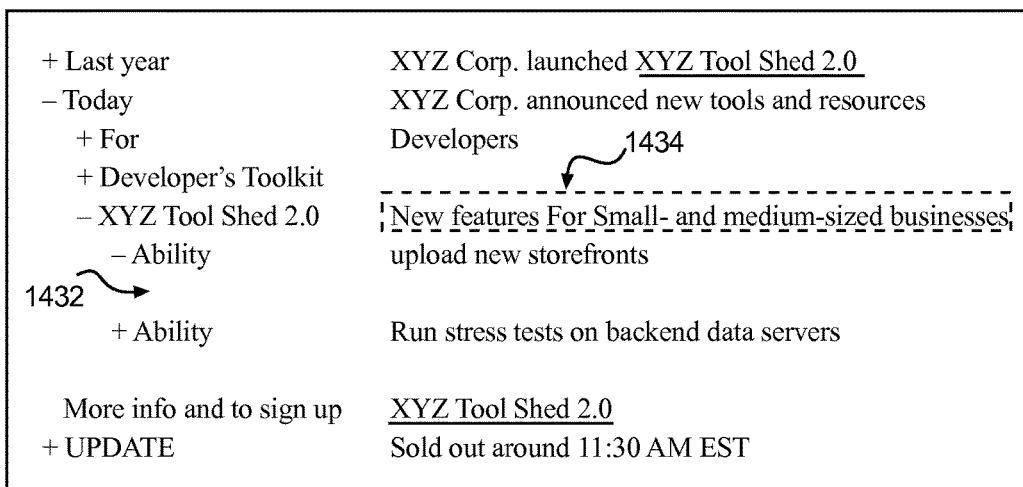 + Last year XYZ Corp. launched XYZ Tool Shed 2.0
– Today XYZ Corp. announced new tools and resources
+ For Developers
1434
+ Developer's Toolkit
– XYZ Tool Shed 2.0 New features For Small- and medium-sized businesses
– Ability upload new storefronts
1432
+ Ability Run stress tests on backend data servers
More info and to sign up XYZ Tool Shed 2.0
+ UPDATE Sold out around 11:30 AM EST